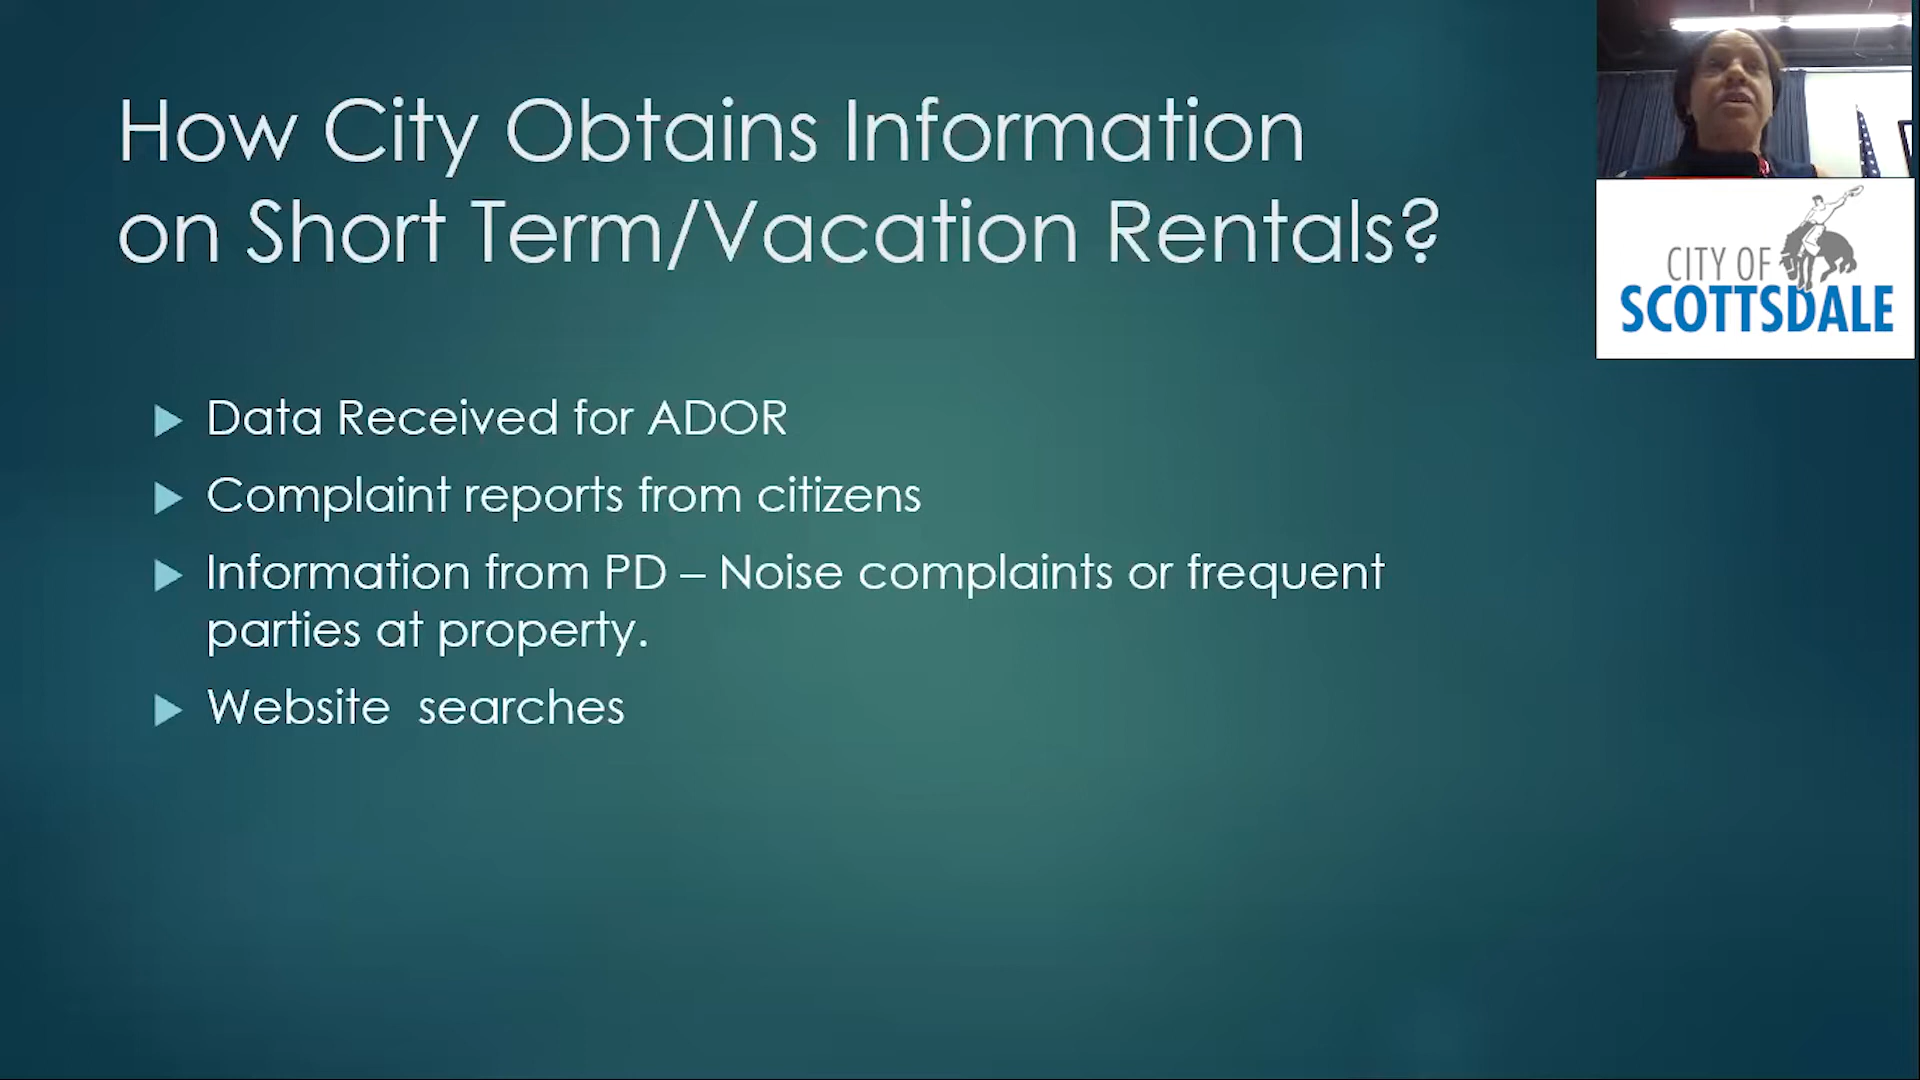 How City Obtains Information
on Short Term/Vacation Rentals?
CITY OF
SCOTTSDALE
Data Received for ADOR
Complaint reports from citizens
Information from PD – Noise complaints or frequent
parties at property.
Website  searches